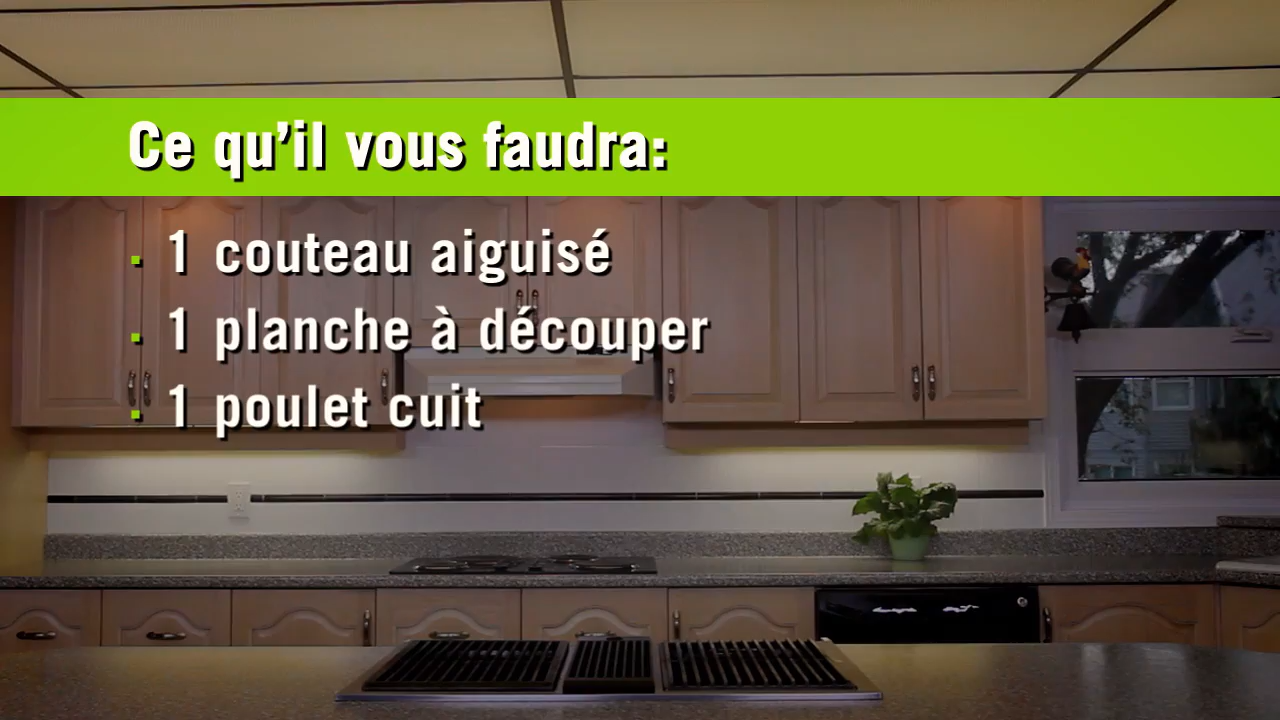 Ce qu’il vous faudra:
1 couteau aiguisé
1 planche à découper
1 poulet cuit